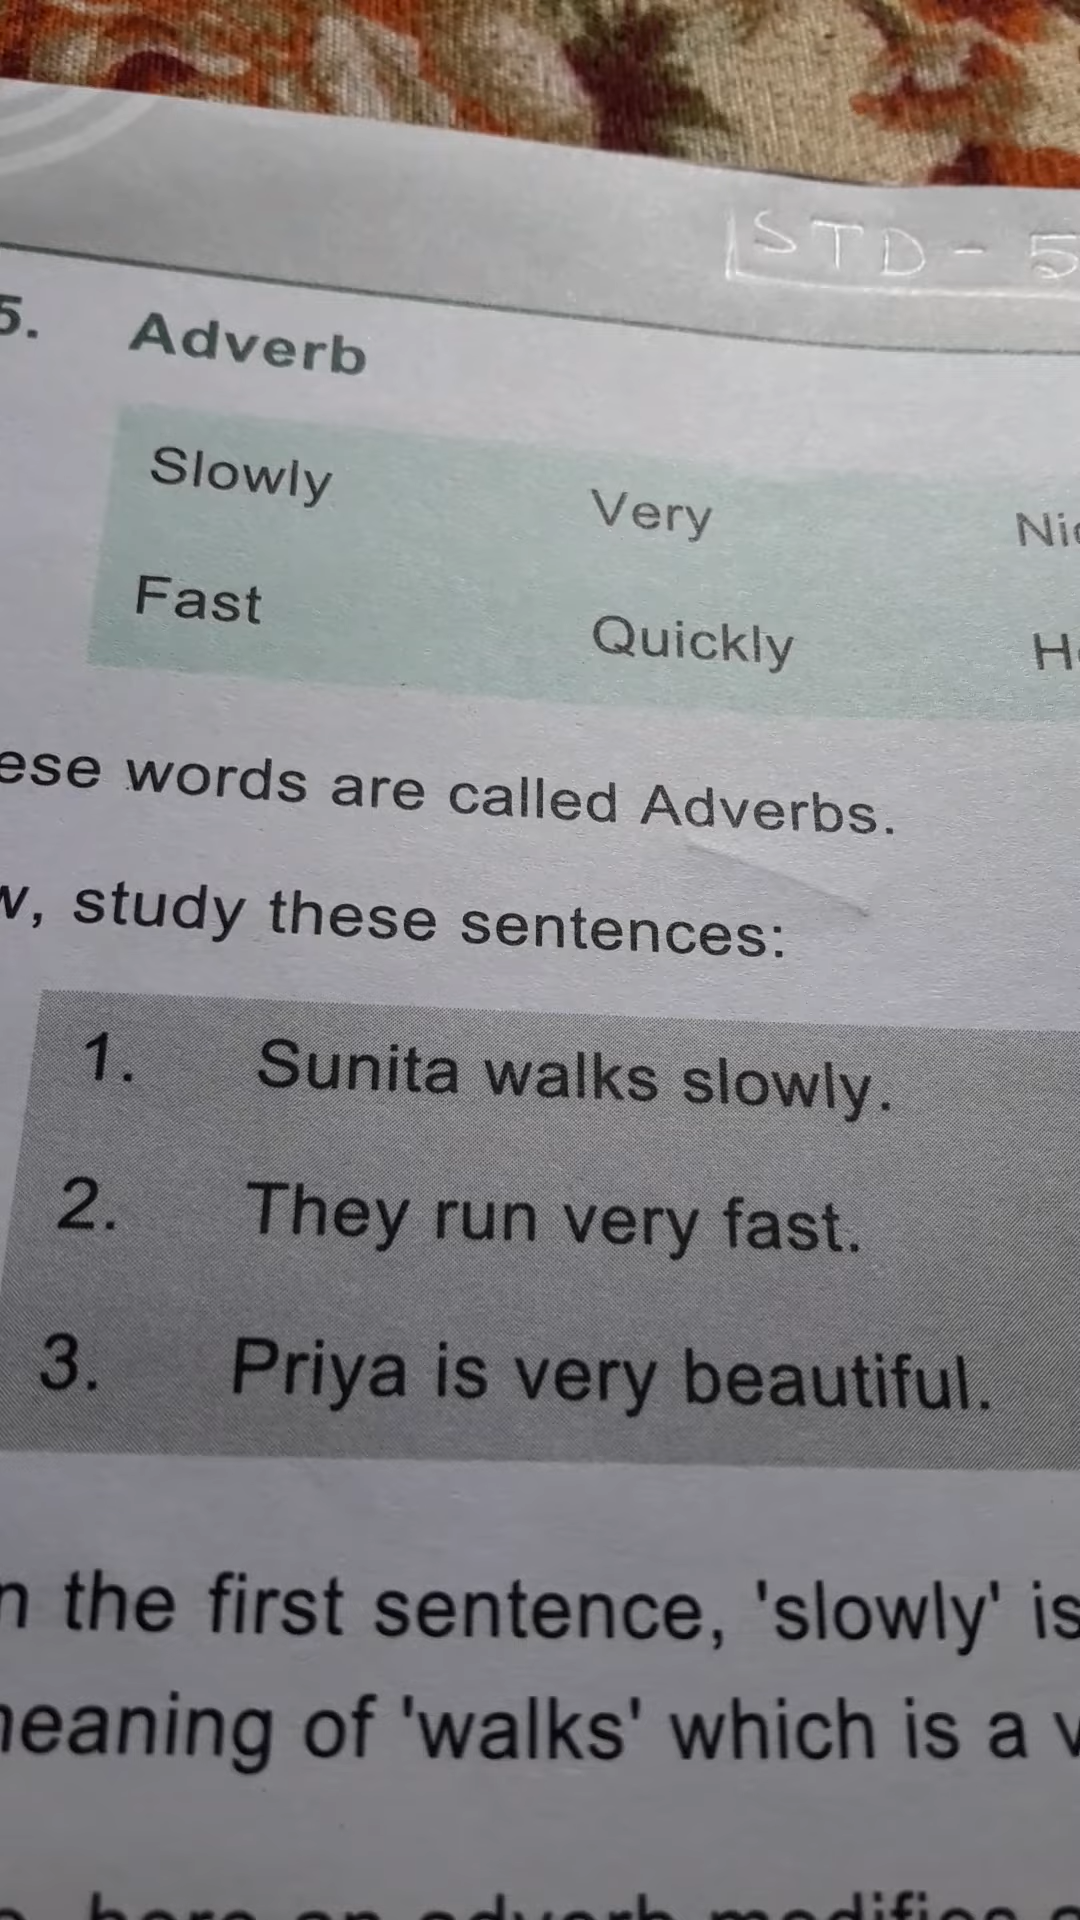 STD - 5
5. Adverb
Slowly Very
Fast Quickly
words are called Adverbs.
study these sentences:
1. Sunita walks slowly.
2. They run very fast.
3. Priya is very beautiful.
the first sentence, 'slowly' is
of 'walks' which is a